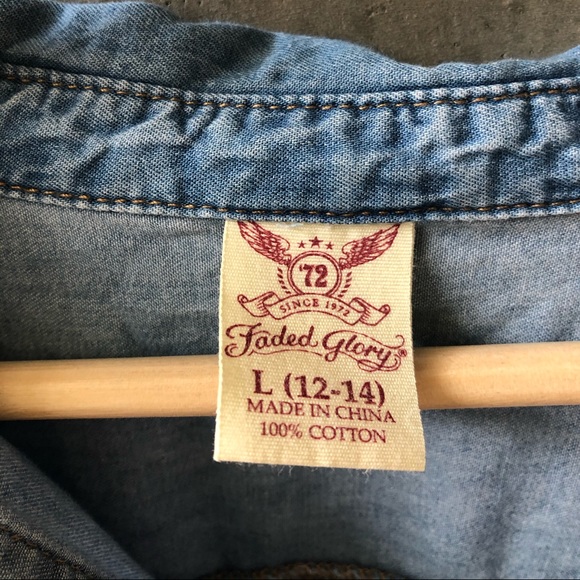 '72
SINCE 1972
Faded Glory®
L (12-14)
MADE IN CHINA
100% COTTON